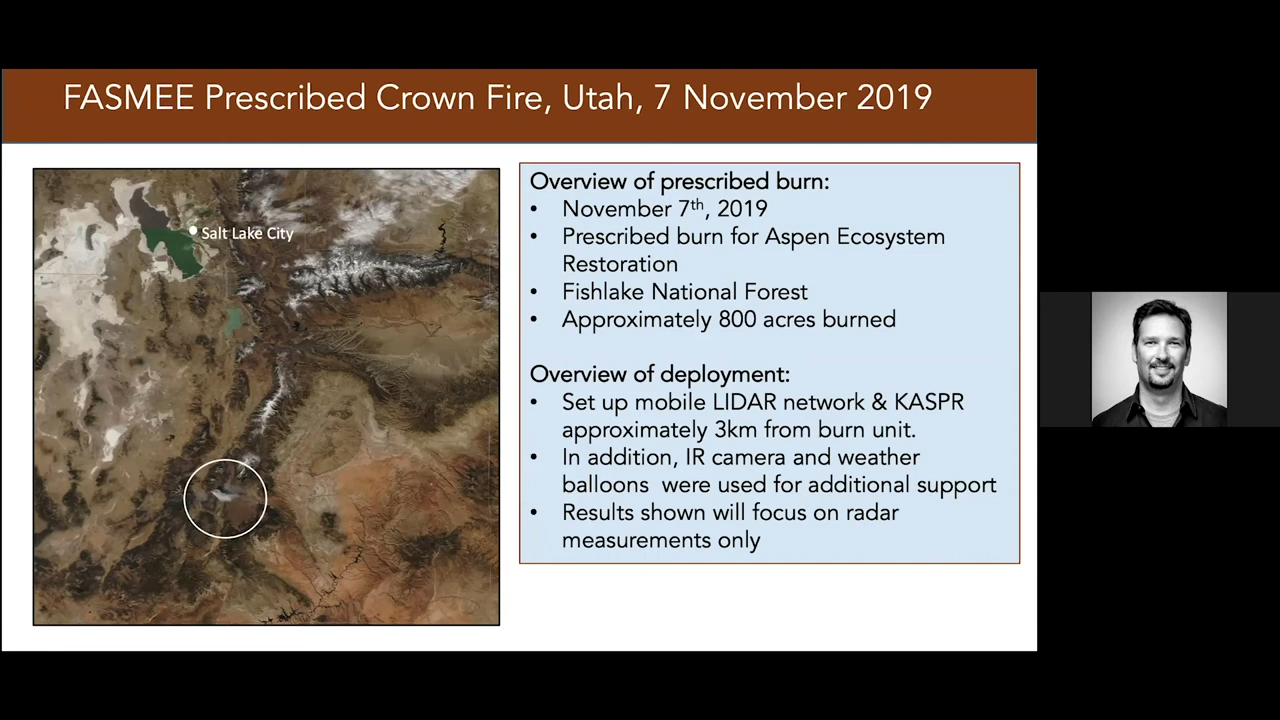 FASMEE Prescribed Crown Fire, Utah, 7 November 2019
Salt Lake City
Overview of prescribed burn:
• November 7th, 2019
• Prescribed burn for Aspen Ecosystem
Restoration
• Fishlake National Forest
• Approximately 800 acres burned
Overview of deployment:
• Set up mobile LIDAR network & KASPR
approximately 3km from burn unit.
• In addition, IR camera and weather
balloons  were used for additional support
• Results shown will focus on radar
measurements only